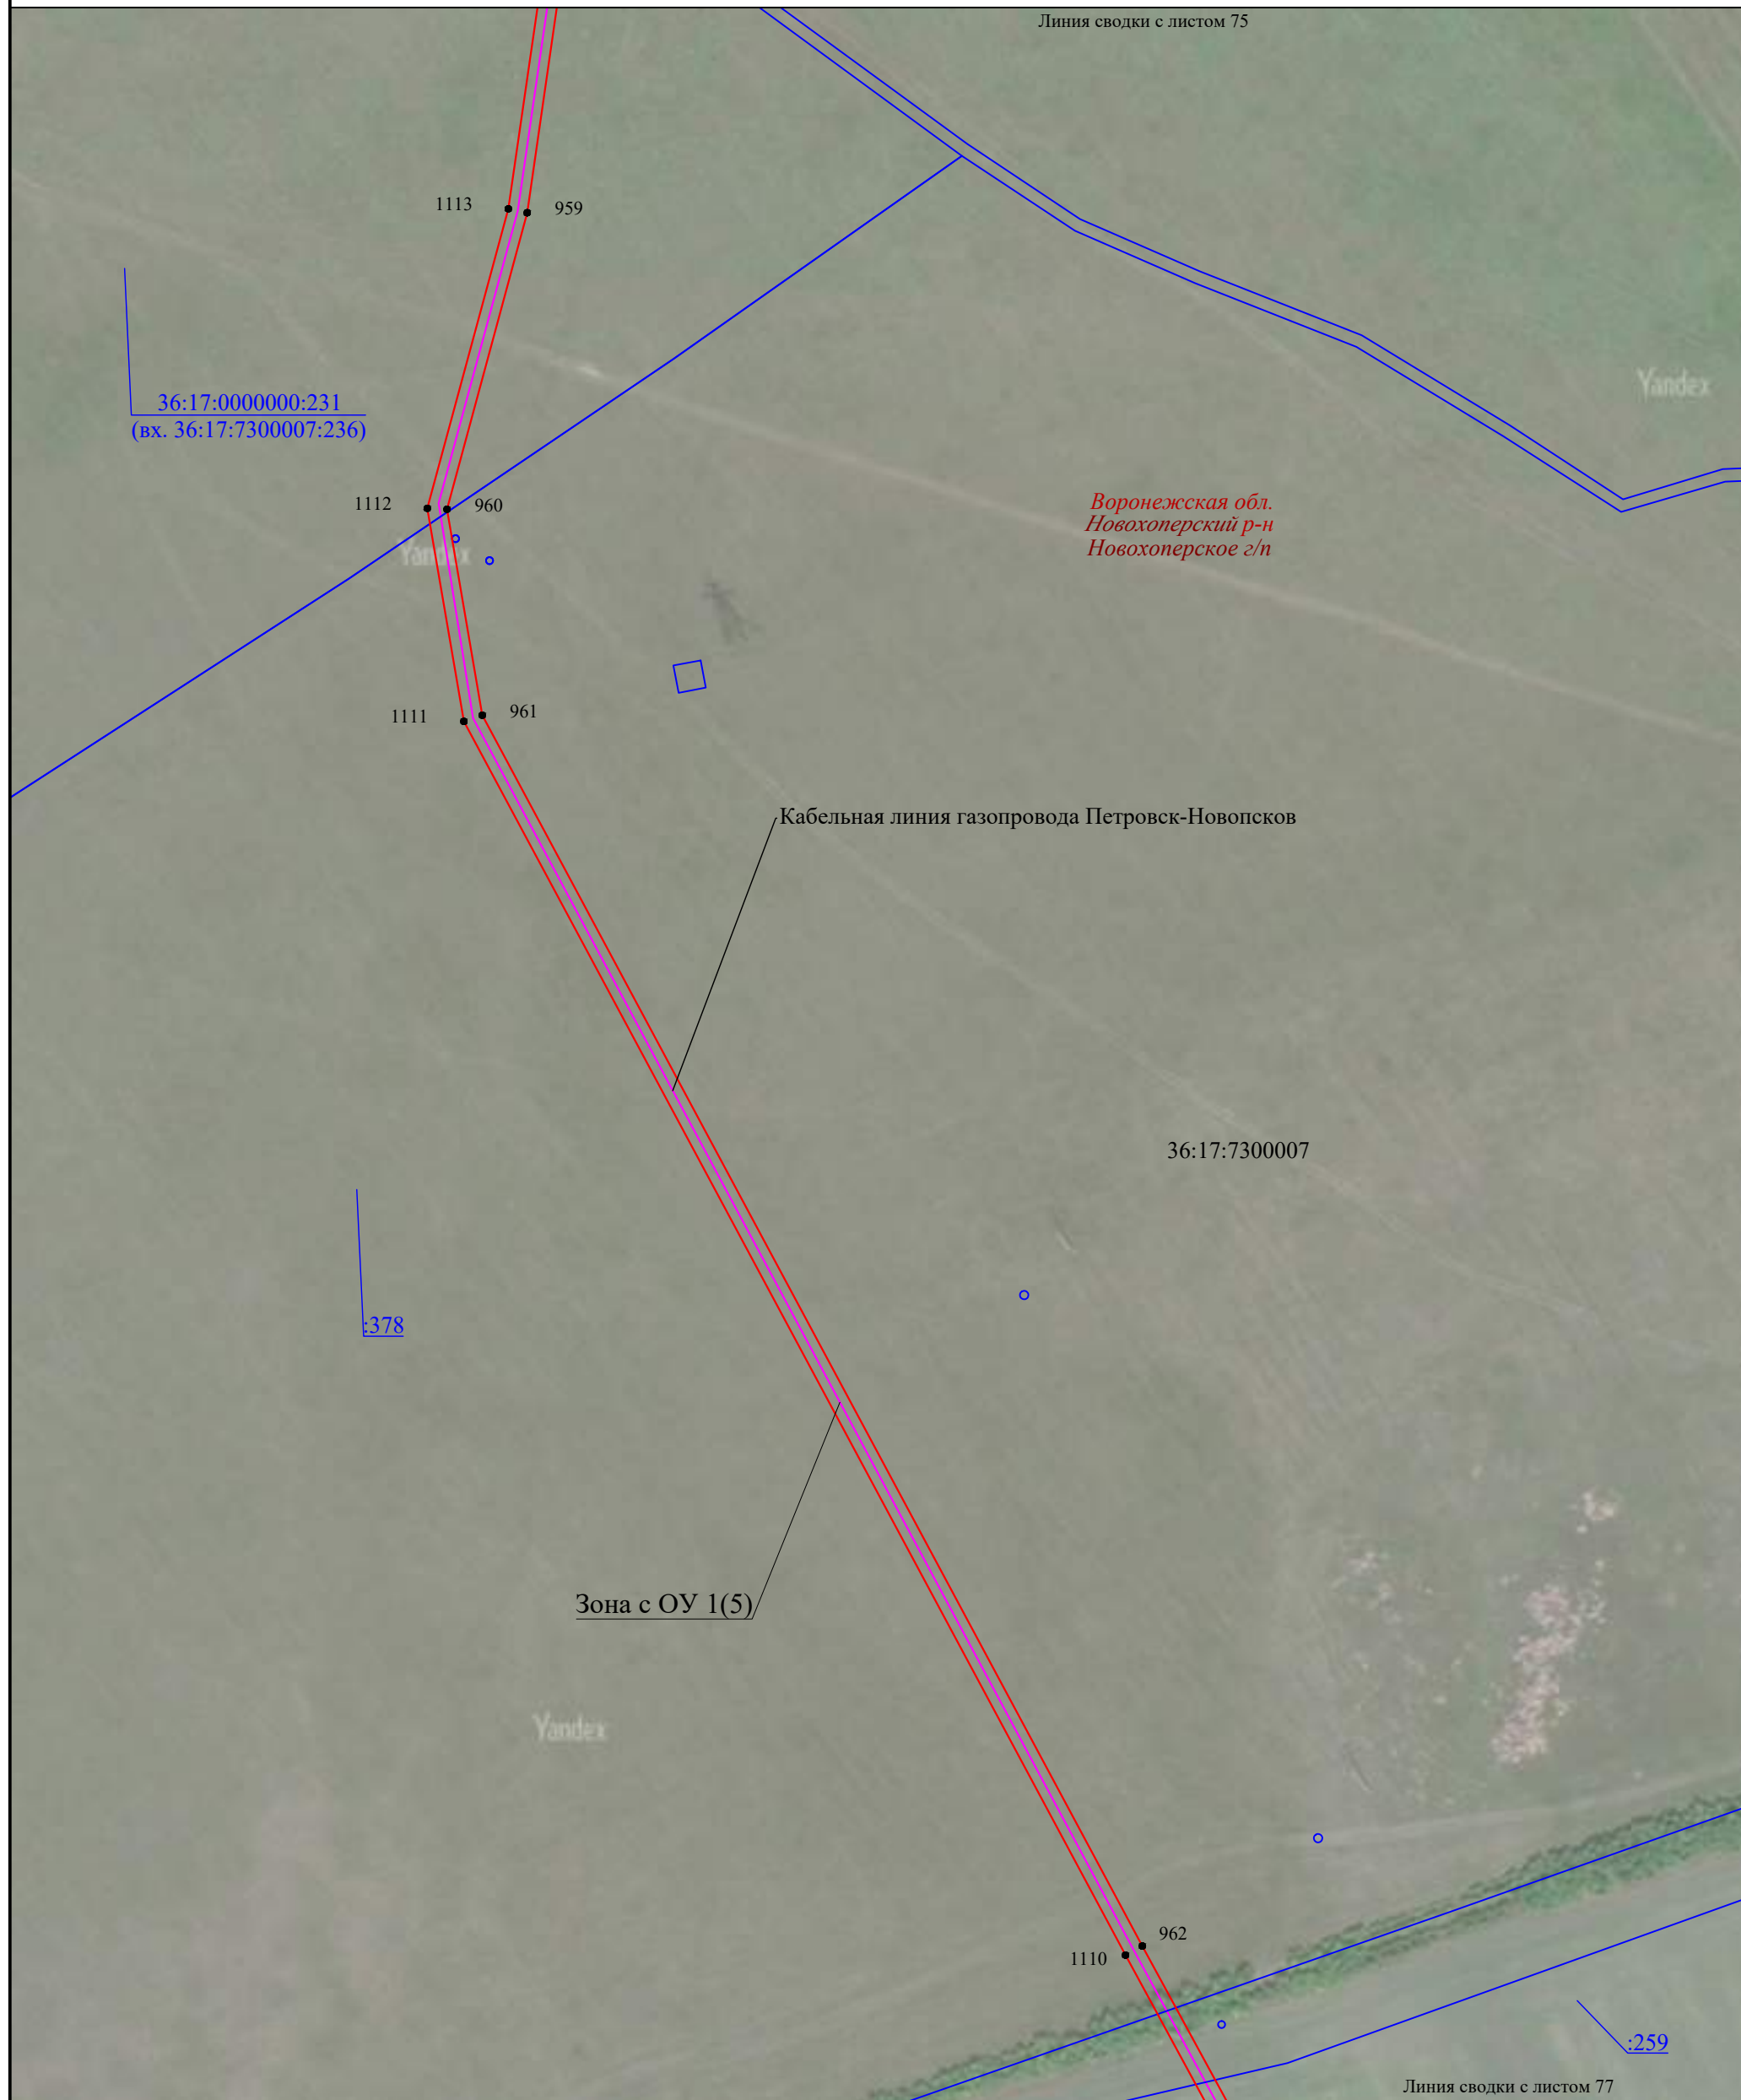 Линия сводки с листом 75
1113
959
36:17:0000000:231
(вх. 36:17:7300007:236)
Yandex
1112
960
Воронежская обл.
Новохоперский р-н
Новохоперское г/п
Yandex
1111
961
Кабельная линия газопровода Петровск-Новопсков
36:17:7300007
:378
Зона с ОУ 1(5)
Yandex
962
1110
:259
Линия сводки с листом 77